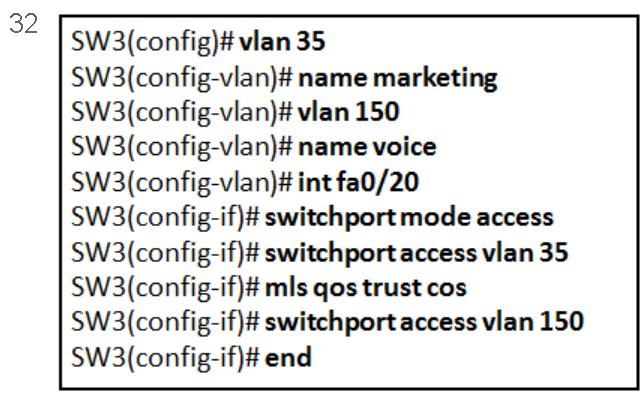 32
SW3(config)# vlan 35
SW3(config-vlan)# name marketing
SW3(config-vlan)# vlan 150
SW3(config-vlan)# name voice
SW3(config-vlan)# int fa0/20
SW3(config-if)# switchport mode access
SW3(config-if)# switchport access vlan 35
SW3(config-if)# mls qos trust cos
SW3(config-if)# switchport access vlan 150
SW3(config-if)# end